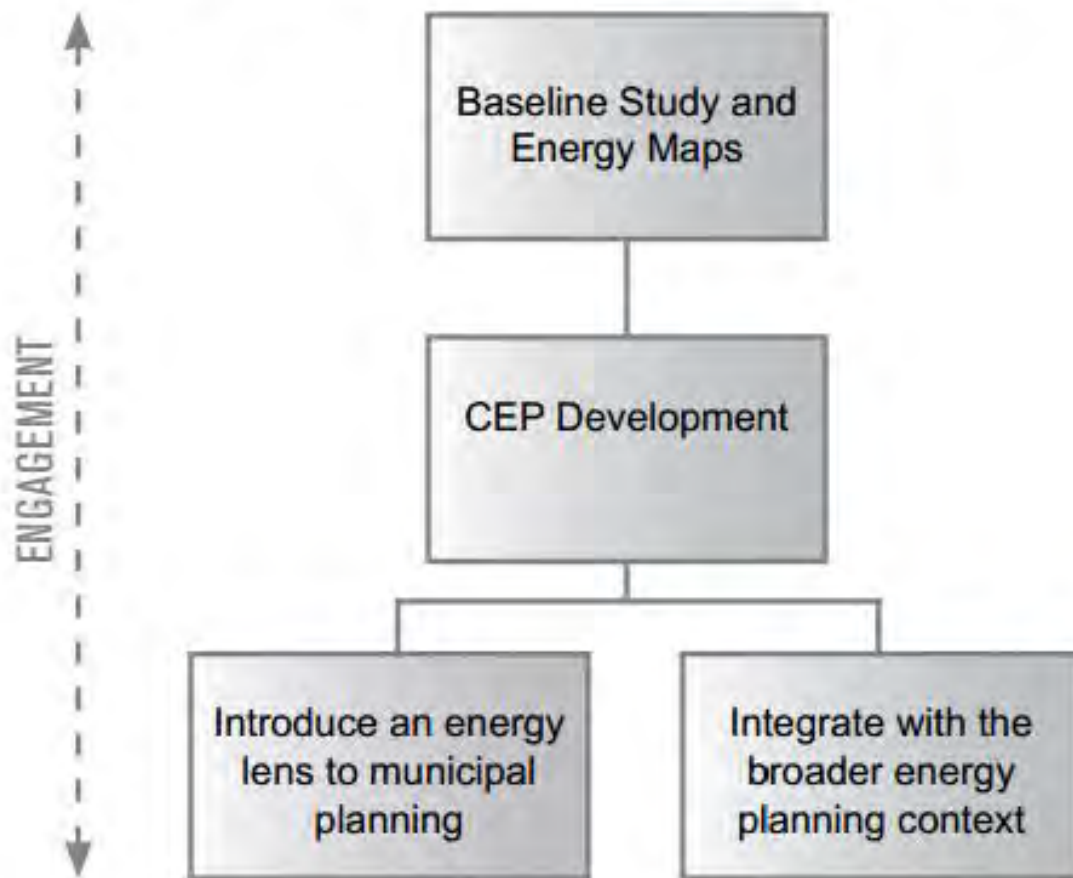 Baseline Study and
Energy Maps
ENGAGEMENT
CEP Development
Introduce an energy
lens to municipal
planning
Integrate with the
broader energy
planning context